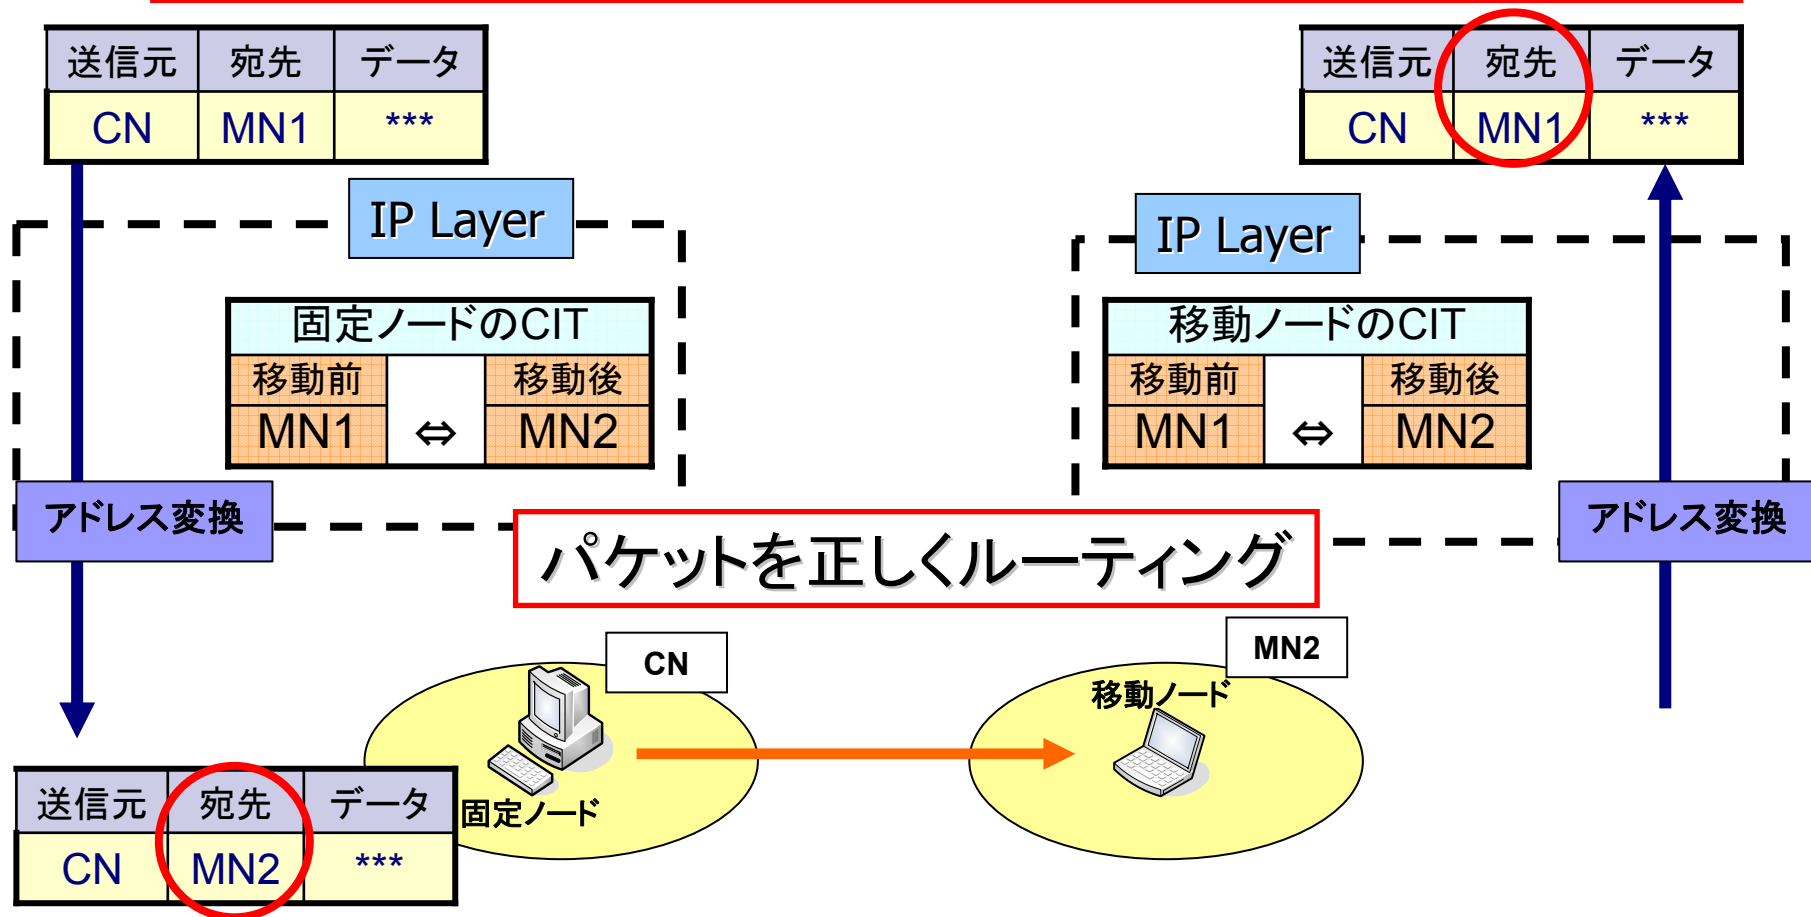 送信元 宛先 データ
CN MN1 ***
送信元 宛先 データ
CN MN1 ***
IP Layer
IP Layer
固定ノードのCIT
移動前 移動後
MN1 ⇔ MN2
移動ノードのCIT
移動前 移動後
MN1 ⇔ MN2
アドレス変換
アドレス変換
パケットを正しくルーティング
CN
MN2
移動ノード
固定ノード
送信元 宛先 データ
CN MN2 ***